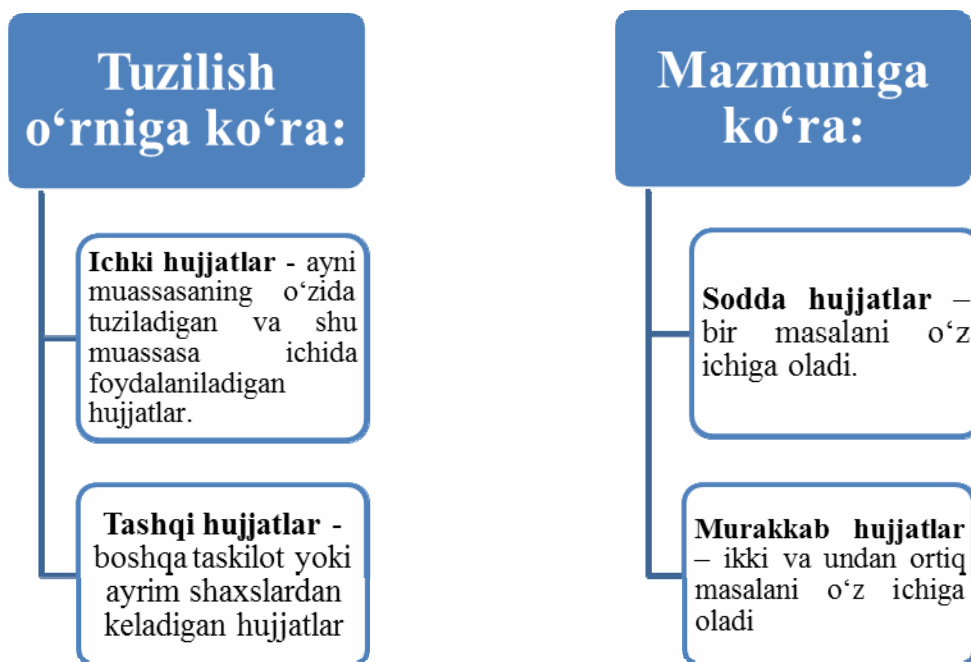 Tuzilish
o‘rniga ko‘ra:
Ichki hujjatlar - ayni
muassasaning o‘zida
tuziladigan va shu
muassasa ichida
foydalaniladigan
hujjatlar.
Tashqi hujjatlar -
boshqa taskilot yoki
ayrim shaxslardan
keladigan hujjatlar
Mazmuniga
ko‘ra:
Sodda hujjatlar –
bir masalani o‘z
ichiga oladi.
Murakkab hujjatlar
– ikki va undan ortiq
masalani o‘z ichiga
oladi